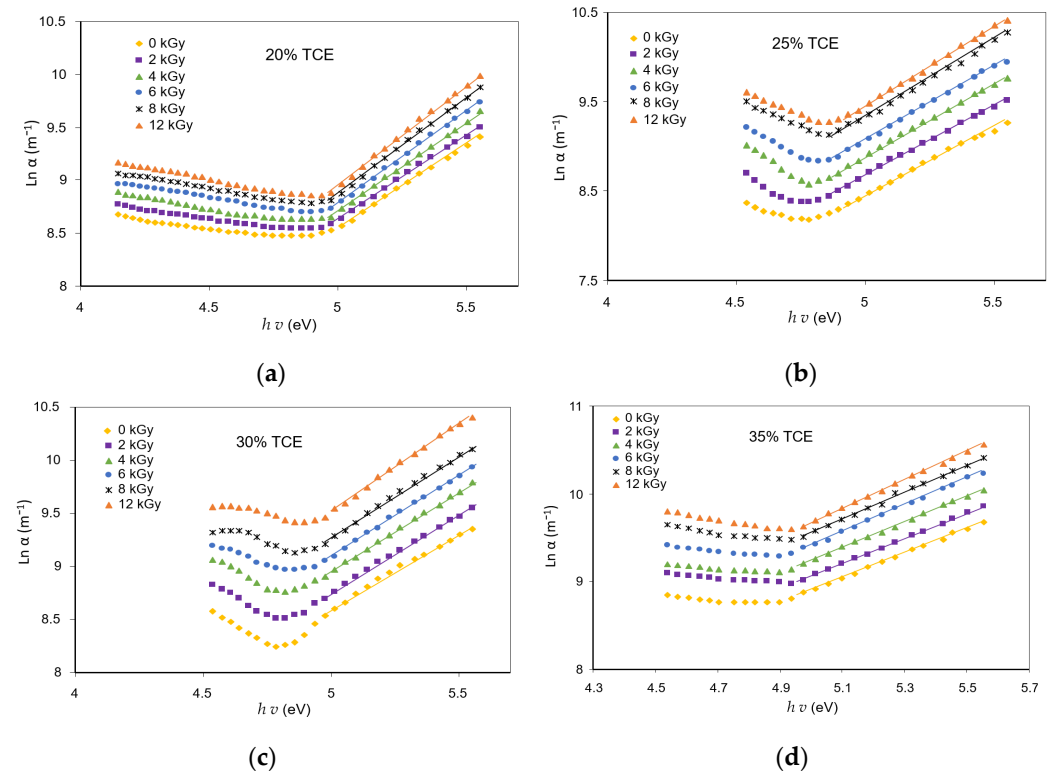 10.5
10
9.5
9
8.5
8
4
4.5
5
5.5
Ln α (m⁻¹)
h v (eV)
20% TCE
0 kGy
2 kGy
4 kGy
6 kGy
8 kGy
12 kGy
(a)
10.5
9.5
8.5
7.5
4
4.5
5
5.5
Ln α (m⁻¹)
h v (eV)
25% TCE
0 kGy
2 kGy
4 kGy
6 kGy
8 kGy
12 kGy
(b)
10.5
10
9.5
9
8.5
8
4
4.5
5
5.5
Ln α (m⁻¹)
h v (eV)
30% TCE
0 kGy
2 kGy
4 kGy
6 kGy
8 kGy
12 kGy
(c)
11
10
9
8
4.3
4.5
4.7
4.9
5.1
5.3
5.5
5.7
Ln α (m⁻¹)
h v (eV)
35% TCE
0 kGy
2 kGy
4 kGy
6 kGy
8 kGy
12 kGy
(d)